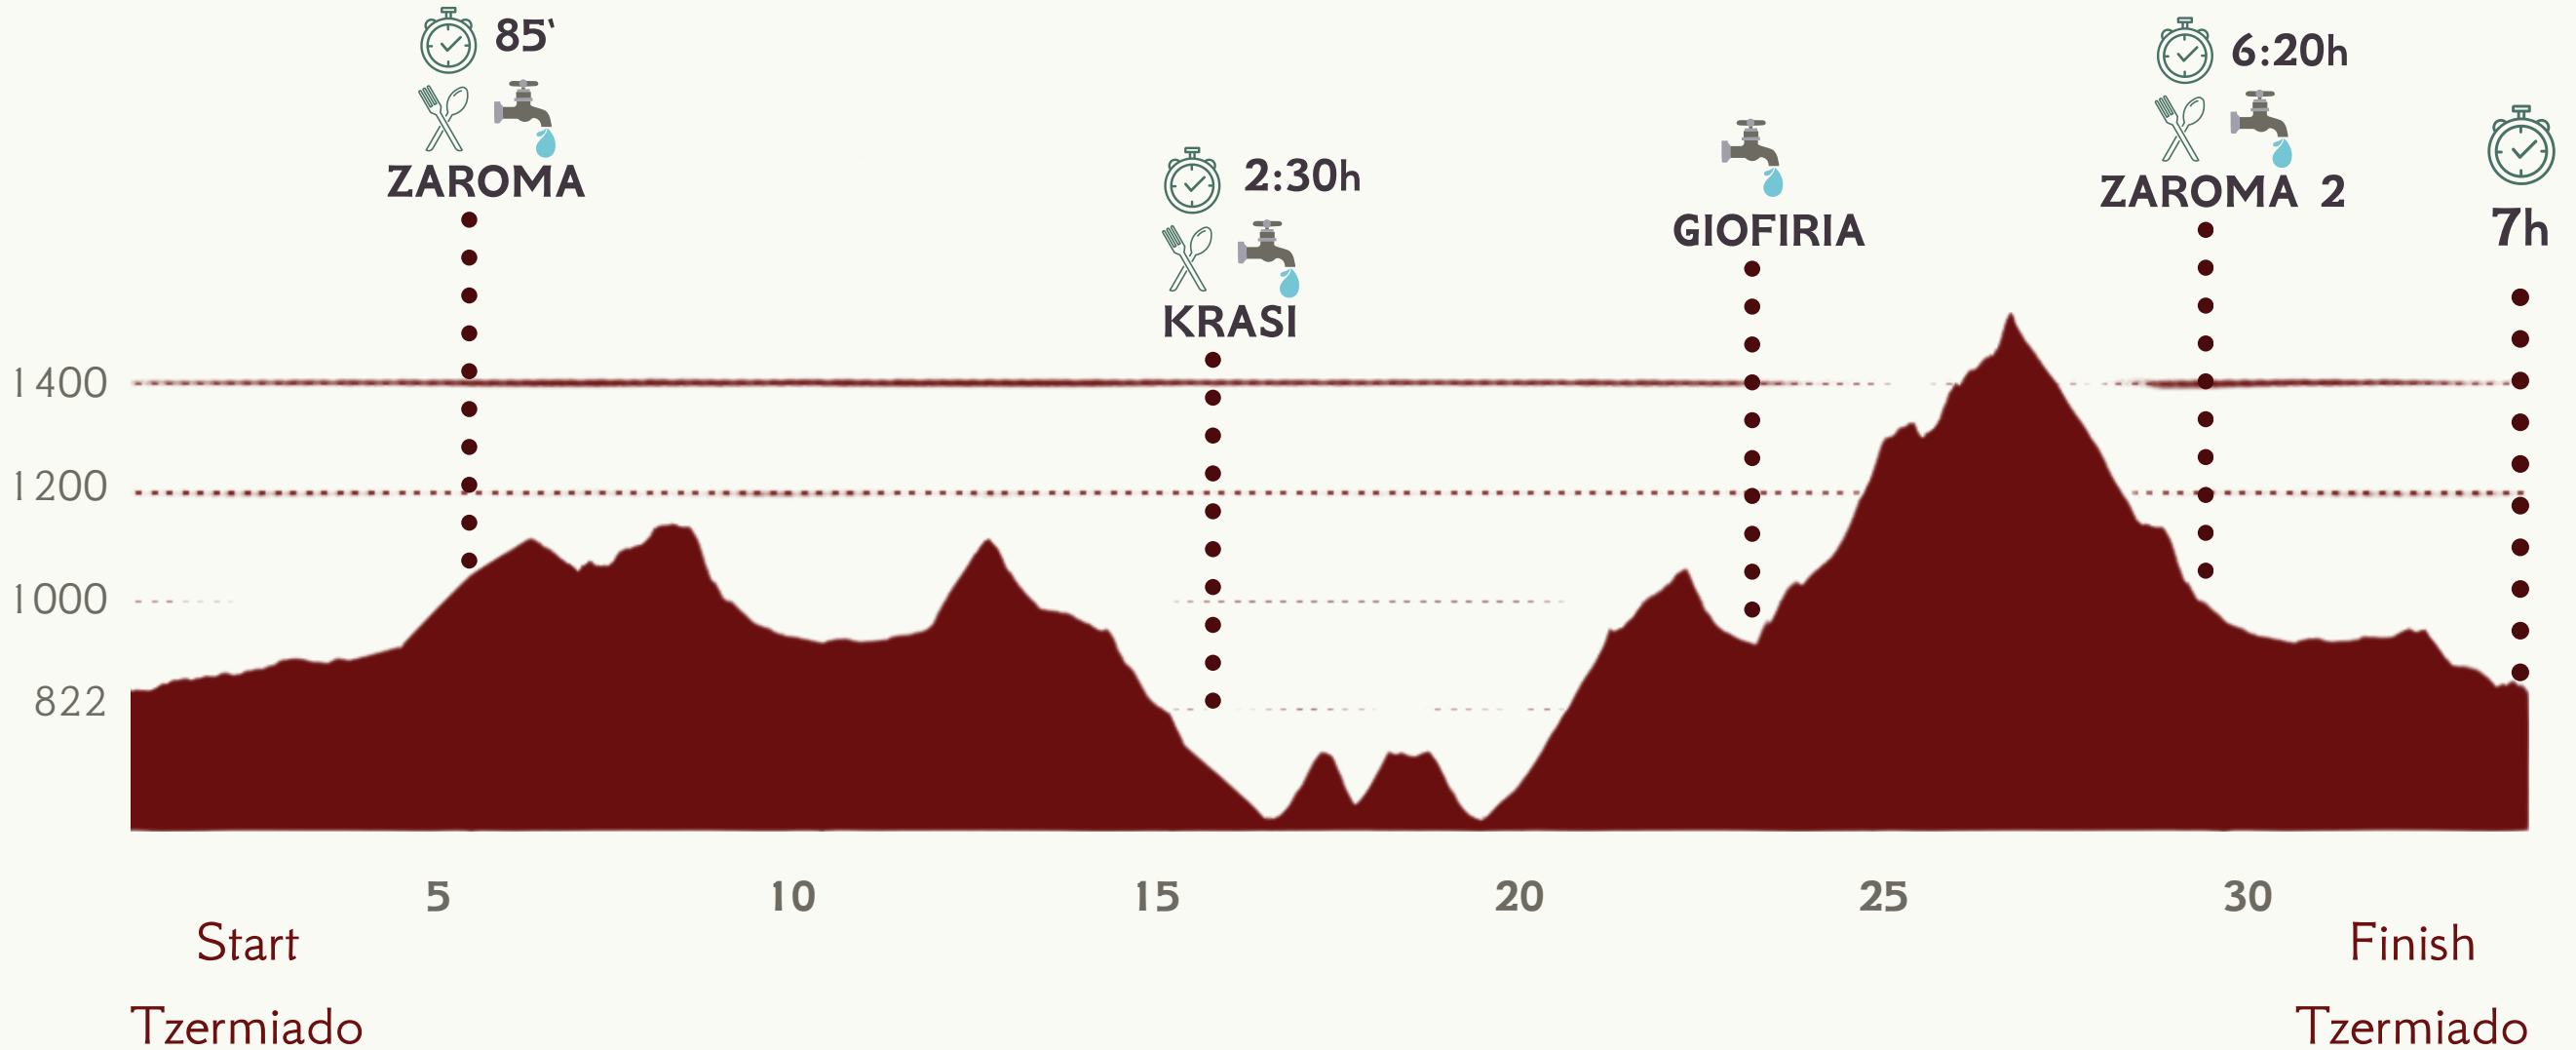 85'
ZAROMA
2:30h
KRASI
GIOFIRIA
6:20h
ZAROMA 2
7h
1400
1200
1000
822
5 10 15 20 25 30
Start
Tzermiado
Finish
Tzermiado